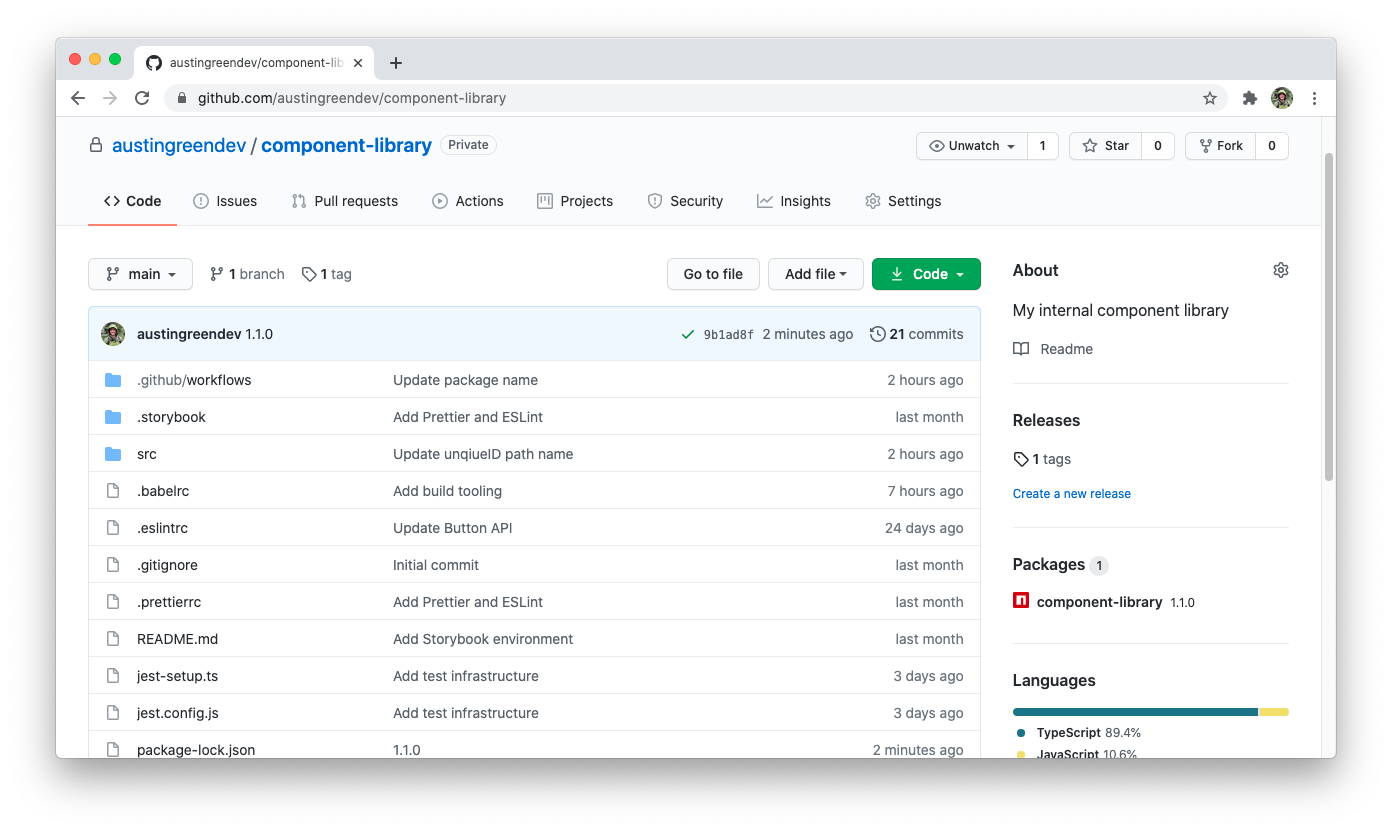 austingreendev/component-lib
github.com/austingreendev/component-library
austingreendev / component-library Private
Unwatch 1 Star 0 Fork 0
Code Issues Pull requests Actions Projects Security Insights Settings
main 1 branch 1 tag Go to file Add file Code
austingreendev 1.1.0 9b1ad8f 2 minutes ago 21 commits
.github/workflows Update package name 2 hours ago
.storybook Add Prettier and ESLint last month
src Update unqiueID path name 2 hours ago
.babelrc Add build tooling 7 hours ago
.eslintrc Update Button API 24 days ago
.gitignore Initial commit last month
.prettierrc Add Prettier and ESLint last month
README.md Add Storybook environment last month
jest-setup.ts Add test infrastructure 3 days ago
jest.config.js Add test infrastructure 3 days ago
package-lock.json 1.1.0 2 minutes ago
About
My internal component library
Readme
Releases
1 tags
Create a new release
Packages 1
component-library 1.1.0
Languages
TypeScript 89.4%
JavaScript 10.6%